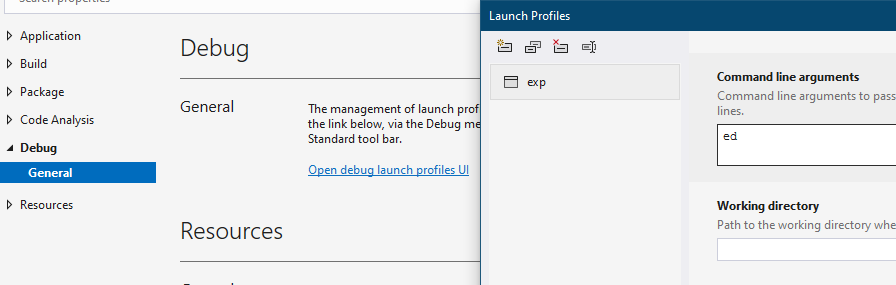 Search properties
Application
Build
Package
Code Analysis
Debug
General
Resources
Debug
General
The management of launch prof
the link below, via the Debug me
Standard tool bar.
Open debug launch profiles UI
Resources
Launch Profiles
exp
Command line arguments
Command line arguments to pass
lines.
ed
Working directory
Path to the working directory whe